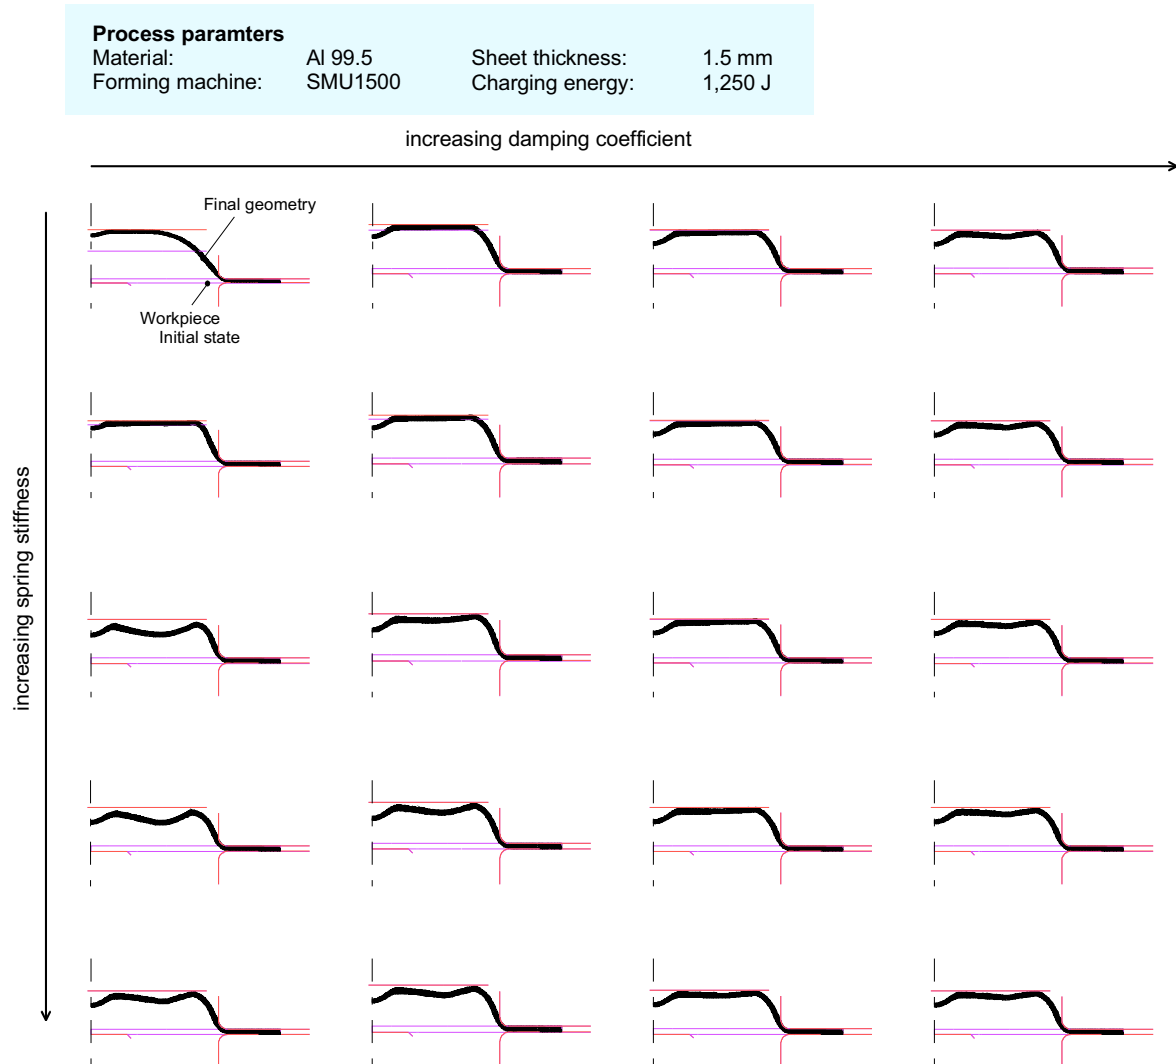 Process paramters
Material: Al 99.5 Sheet thickness: 1.5 mm
Forming machine: SMU1500 Charging energy: 1,250 J
increasing damping coefficient
Final geometry
Workpiece
Initial state
increasing spring stiffness